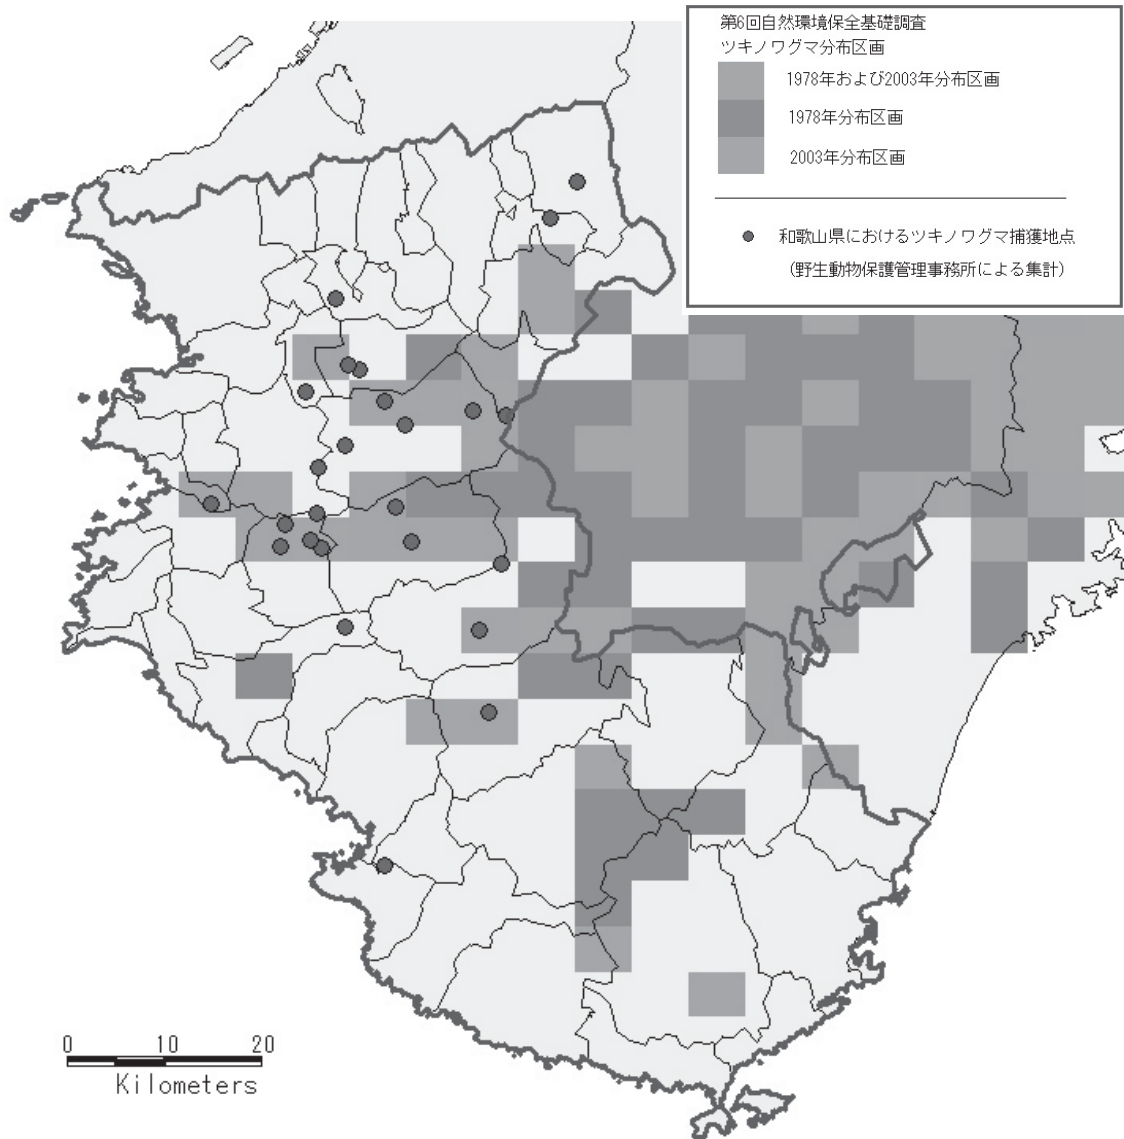 第6回自然環境保全基礎調査
ツキノワグマ分布区画
1978年および2003年分布区画
1978年分布区画
2003年分布区画
和歌山県におけるツキノワグマ捕獲地点
(野生動物保護管理事務所による集計)
0 10 20
Kilometers